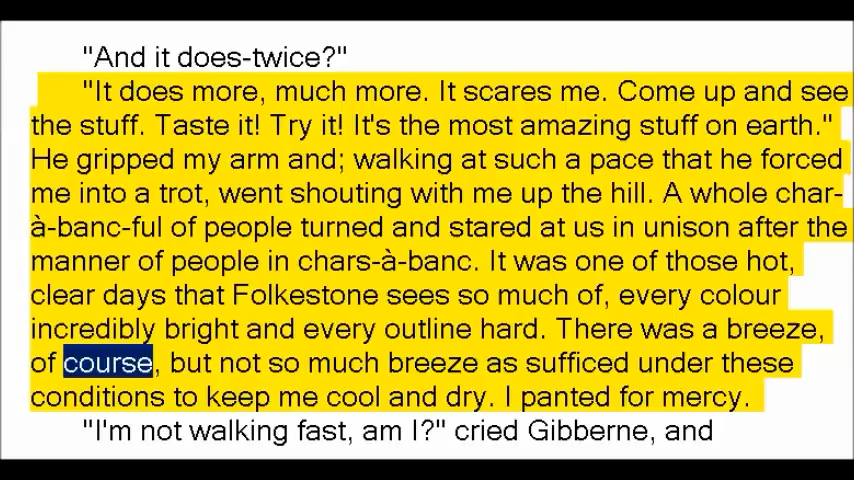 "And it does-twice?"
"It does more, much more. It scares me. Come up and see
the stuff. Taste it! Try it! It's the most amazing stuff on earth."
He gripped my arm and; walking at such a pace that he forced
me into a trot, went shouting with me up the hill. A whole char-
à-banc-ful of people turned and stared at us in unison after the
manner of people in chars-à-banc. It was one of those hot,
clear days that Folkestone sees so much of, every colour
incredibly bright and every outline hard. There was a breeze,
of course, but not so much breeze as sufficed under these
conditions to keep me cool and dry. I panted for mercy.
"I'm not walking fast, am I?" cried Gibberne, and